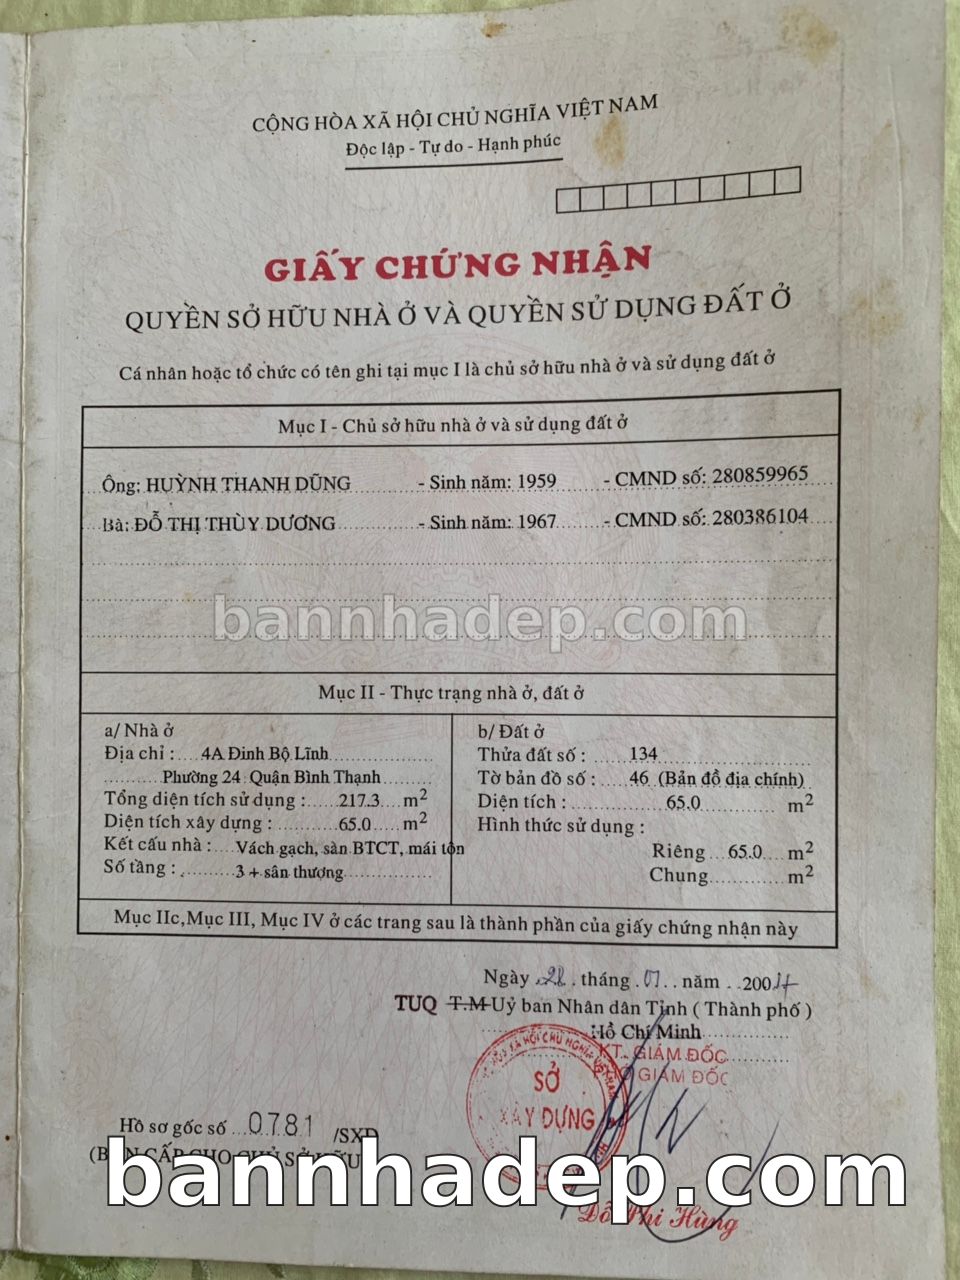 CỘNG HÒA XÃ HỘI CHỦ NGHĨA VIỆT NAM
Độc lập - Tự do - Hạnh phúc
GIẤY CHỨNG NHẬN
QUYỀN SỞ HỮU NHÀ Ở VÀ QUYỀN SỬ DỤNG ĐẤT Ở
Cá nhân hoặc tổ chức có tên ghi tại mục I là chủ sở hữu nhà ở và sử dụng đất ở
Mục I - Chủ sở hữu nhà ở và sử dụng đất ở
Ông: HUỲNH THANH DŨNG - Sinh năm: 1959 - CMND số: 280859965
Bà: ĐỖ THỊ THÙY DƯƠNG - Sinh năm: 1967 - CMND số: 280386104
bannhadep.com
Mục II - Thực trạng nhà ở, đất ở
a/ Nhà ở
Địa chỉ : 4A Đinh Bộ Lĩnh
Phường 24 Quận Bình Thạnh
Tổng diện tích sử dụng : 217.3 m2
Diện tích xây dựng : 65.0 m2
Kết cấu nhà : Vách gạch, sàn BTCT, mái tôn
Số tầng : 3 + sân thượng
b/ Đất ở
Thửa đất số : 134
Tờ bản đồ số : 46 (Bản đồ địa chính)
Diện tích : 65.0 m2
Hình thức sử dụng :
Riêng 65.0 m2
Chung m2
Mục IIc,Mục III, Mục IV ở các trang sau là thành phần của giấy chứng nhận này
Ngày 28 tháng 01 năm 2004
TUQ T.M Uỷ ban Nhân dân Tỉnh ( Thành phố )
Hồ Chí Minh
KT. GIÁM ĐỐC
GIÁM ĐỐC
SỞ
XÂY DỰNG
Hồ sơ gốc số 0781 /SXD
(BẢN CẤP CHO CHỦ SỞ HỮU
bannhadep.com
Đỗ Phi Hùng